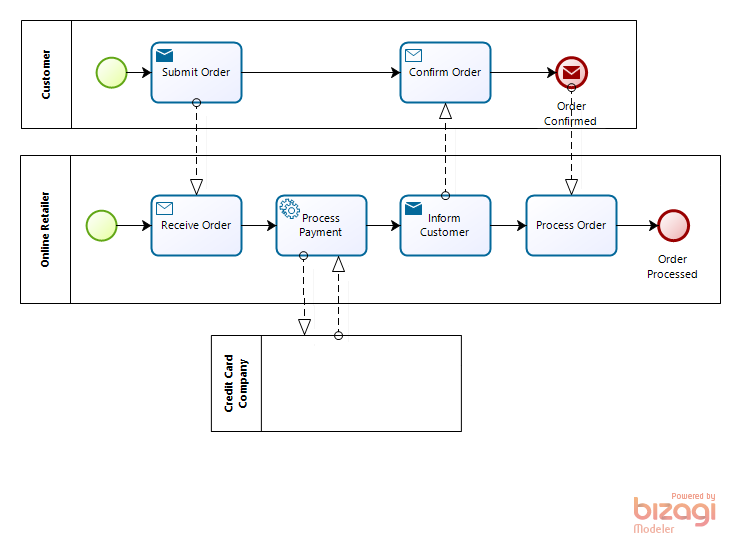 Customer
Submit Order
Confirm Order
Order
Confirmed
Online Retailer
Receive Order
Process
Payment
Inform
Customer
Process Order
Order
Processed
Credit Card
Company
Powered by
bizagi
Modeler